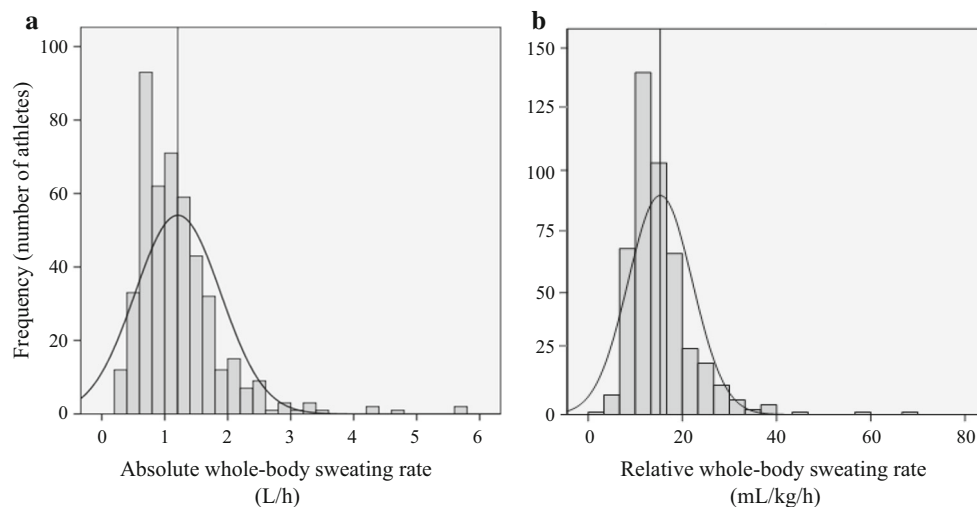 a
b
Frequency (number of athletes)
100
80
60
40
20
0
0 1 2 3 4 5 6
Absolute whole-body sweating rate
(L/h)
150
125
100
75
50
25
0
0 20 40 60 80
Relative whole-body sweating rate
(mL/kg/h)